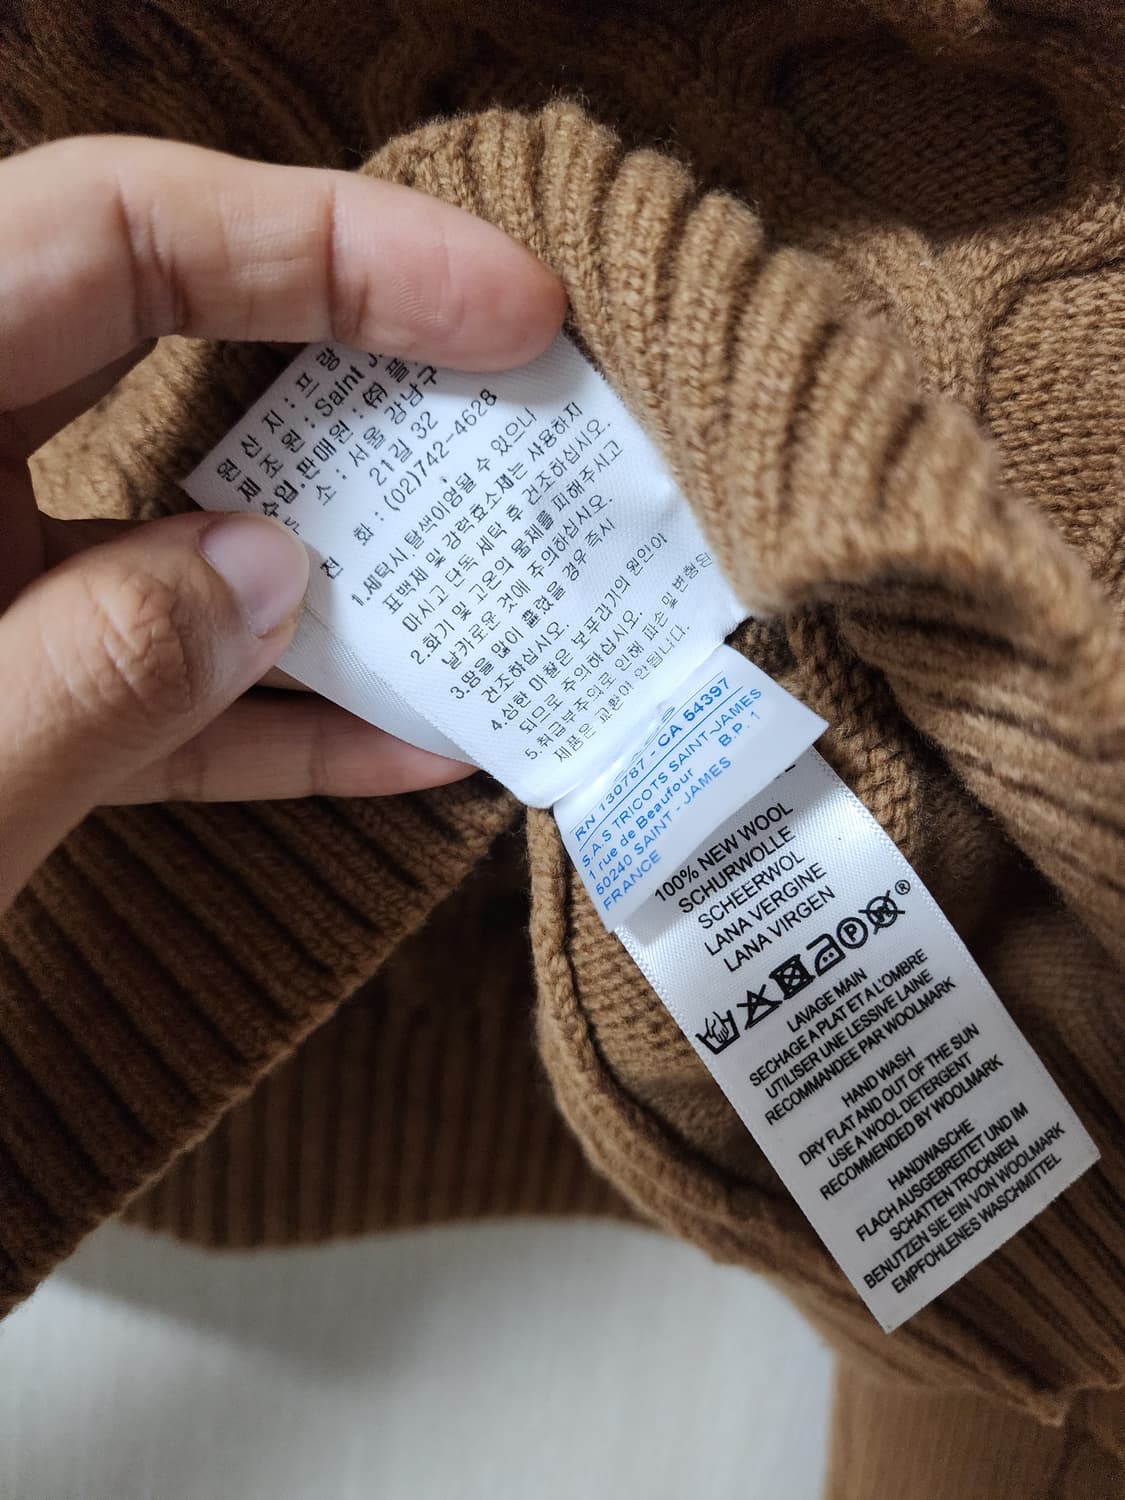 원 산 지 : 프 랑
제 조 원 : Saint J
수입,판매원 : ㈜ 플
소 : 서울 강남구
21길 32
전 화 : (02)742-4628
1.세탁시 탈색이염될 수 있으니
표백제 및 강력효소제는 사용하지
마시고 단독 세탁 후 건조하십시오.
2.화기 및 고온의 물체를 피해주시고
날카로운 것에 주의하십시오.
3.땀을 많이 흘렸을 경우 즉시
건조하십시오.
4.심한 마찰은 보푸라기의 원인이
되므로 주의하십시오.
5.취급부주의로 인해 파손 및 변형된
제품은 교환이 안됩니다.
RN 130787 - CA 54397
S.A.S TRICOTS SAINT-JAMES
1 rue de Beaufour B.P. 1
50240 SAINT - JAMES
FRANCE
100% NEW WOOL
SCHURWOLLE
SCHEERWOL
LANA VERGINE
LANA VIRGEN
P ®
LAVAGE MAIN
SECHAGE A PLAT ET A L'OMBRE
UTILISER UNE LESSIVE LAINE
RECOMMANDEE PAR WOOLMARK
HAND WASH
DRY FLAT AND OUT OF THE SUN
USE A WOOL DETERGENT
RECOMMENDED BY WOOLMARK
HANDWASCHE
FLACH AUSGEBREITET UND IM
SCHATTEN TROCKNEN
BENUTZEN SIE EIN VON WOOLMARK
EMPFOHLENES WASCHMITTEL